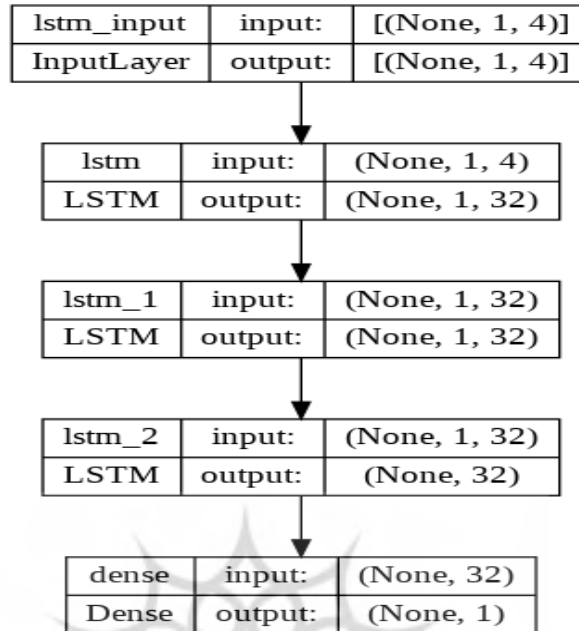 lstm_input input: [(None, 1, 4)]
InputLayer output: [(None, 1, 4)]
lstm input: (None, 1, 4)
LSTM output: (None, 1, 32)
lstm_1 input: (None, 1, 32)
LSTM output: (None, 1, 32)
lstm_2 input: (None, 1, 32)
LSTM output: (None, 32)
dense input: (None, 32)
Dense output: (None, 1)